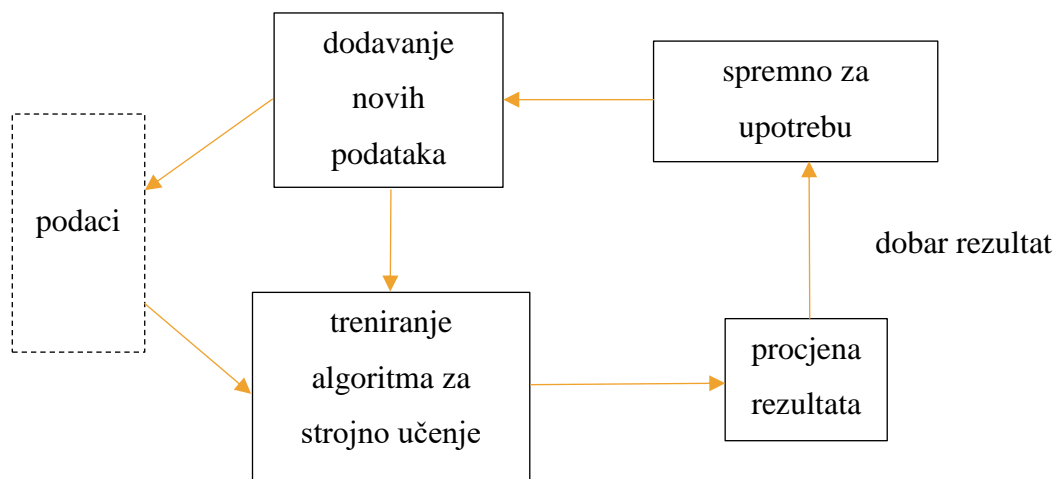 dodavanje
novih
podataka
spremno za
upotrebu
podaci
dobar rezultat
treniranje
algoritma za
strojno učenje
procjena
rezultata